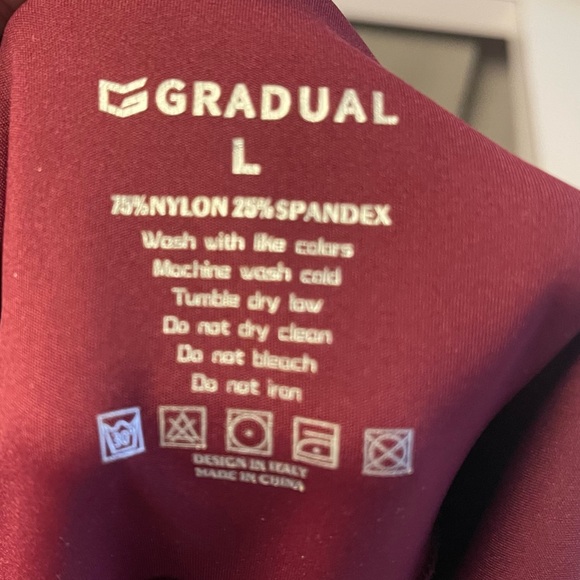 GRADUAL
L
75%NYLON 25%SPANDEX
Wash with like colors
Machine wash cold
Tumble dry low
Do not dry clean
Do not bleach
Do not iron
30
DESIGN IN ITALY
MADE IN CHINA